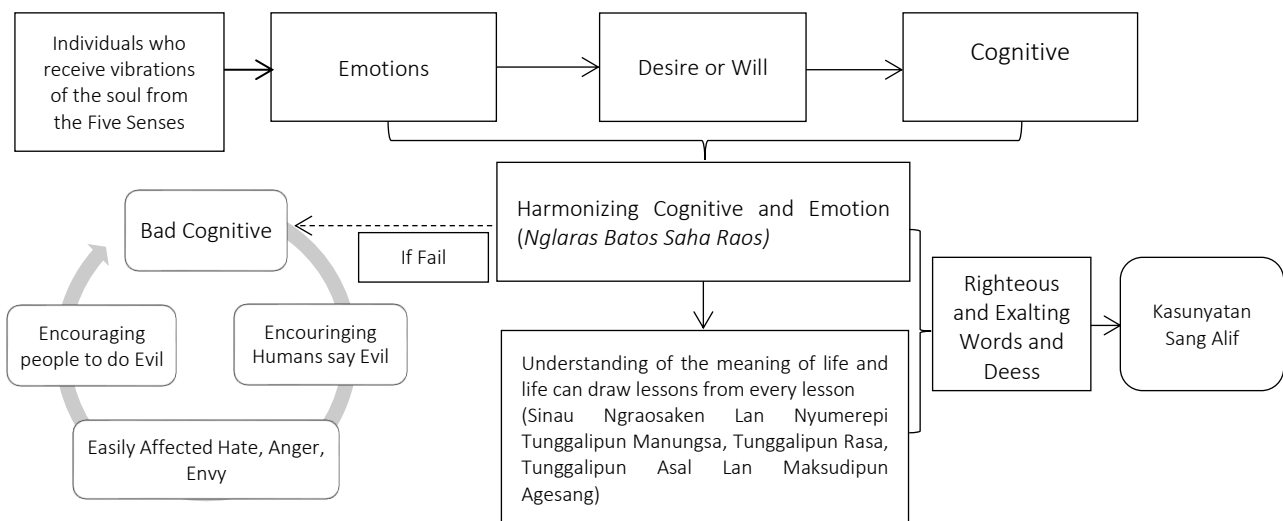 Individuals who
receive vibrations
of the soul from
the Five Senses
Emotions
Desire or Will
Cognitive
Harmonizing Cognitive and Emotion
(Nglaras Batos Saha Raos)
If Fail
Bad Cognitive
Encouringing
Humans say Evil
Easily Affected Hate, Anger,
Envy
Encouraging
people to do Evil
Understanding of the meaning of life and
life can draw lessons from every lesson
(Sinau Ngraosaken Lan Nyumerepi
Tunggalipun Manungsa, Tunggalipun Rasa,
Tunggalipun Asal Lan Maksudipun
Agesang)
Righteous
and Exalting
Words and
Deess
Kasunyatan
Sang Alif